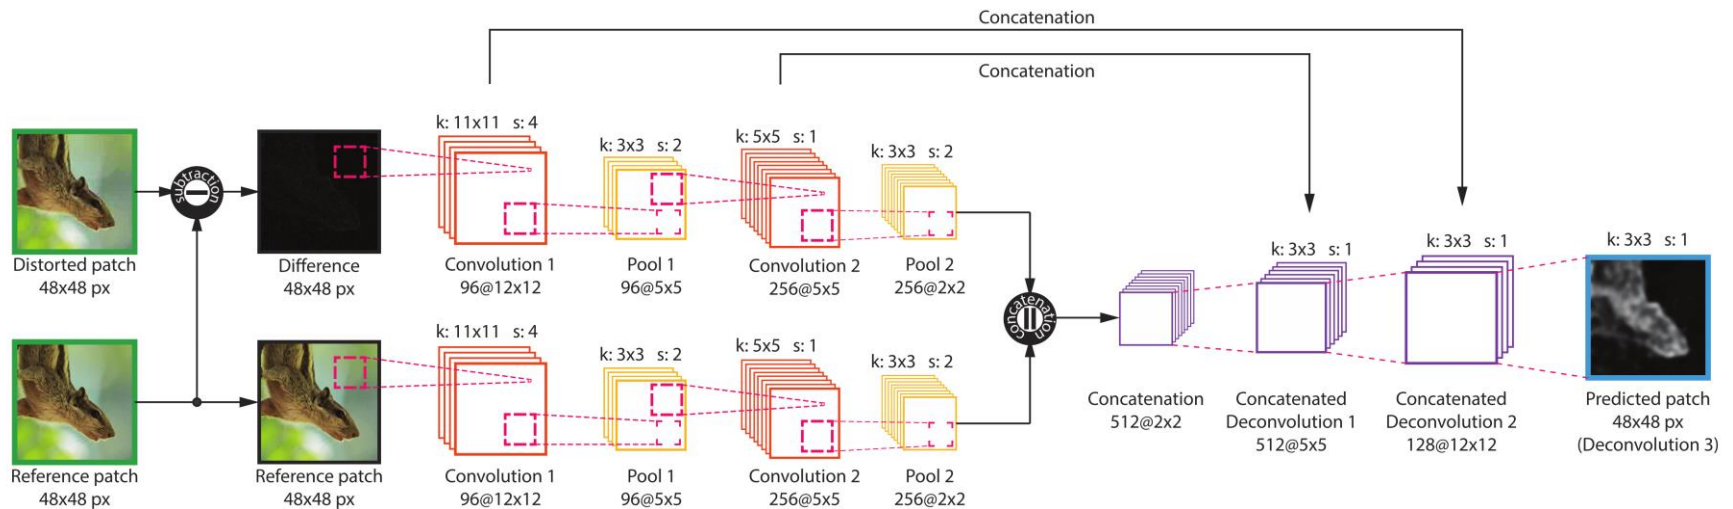 Concatenation
Concatenation
k: 11x11 s: 4
k: 3x3 s: 2
k: 5x5 s: 1
k: 3x3 s: 2
subtraction
Distorted patch
48x48 px
Difference
48x48 px
Convolution 1
96@12x12
Pool 1
96@5x5
Convolution 2
256@5x5
Pool 2
256@2x2
k: 3x3 s: 1
k: 3x3 s: 1
k: 3x3 s: 1
concatenation
k: 11x11 s: 4
k: 3x3 s: 2
k: 5x5 s: 1
k: 3x3 s: 2
Reference patch
48x48 px
Reference patch
48x48 px
Convolution 1
96@12x12
Pool 1
96@5x5
Convolution 2
256@5x5
Pool 2
256@2x2
Concatenation
512@2x2
Concatenated
Deconvolution 1
512@5x5
Concatenated
Deconvolution 2
128@12x12
Predicted patch
48x48 px
(Deconvolution 3)